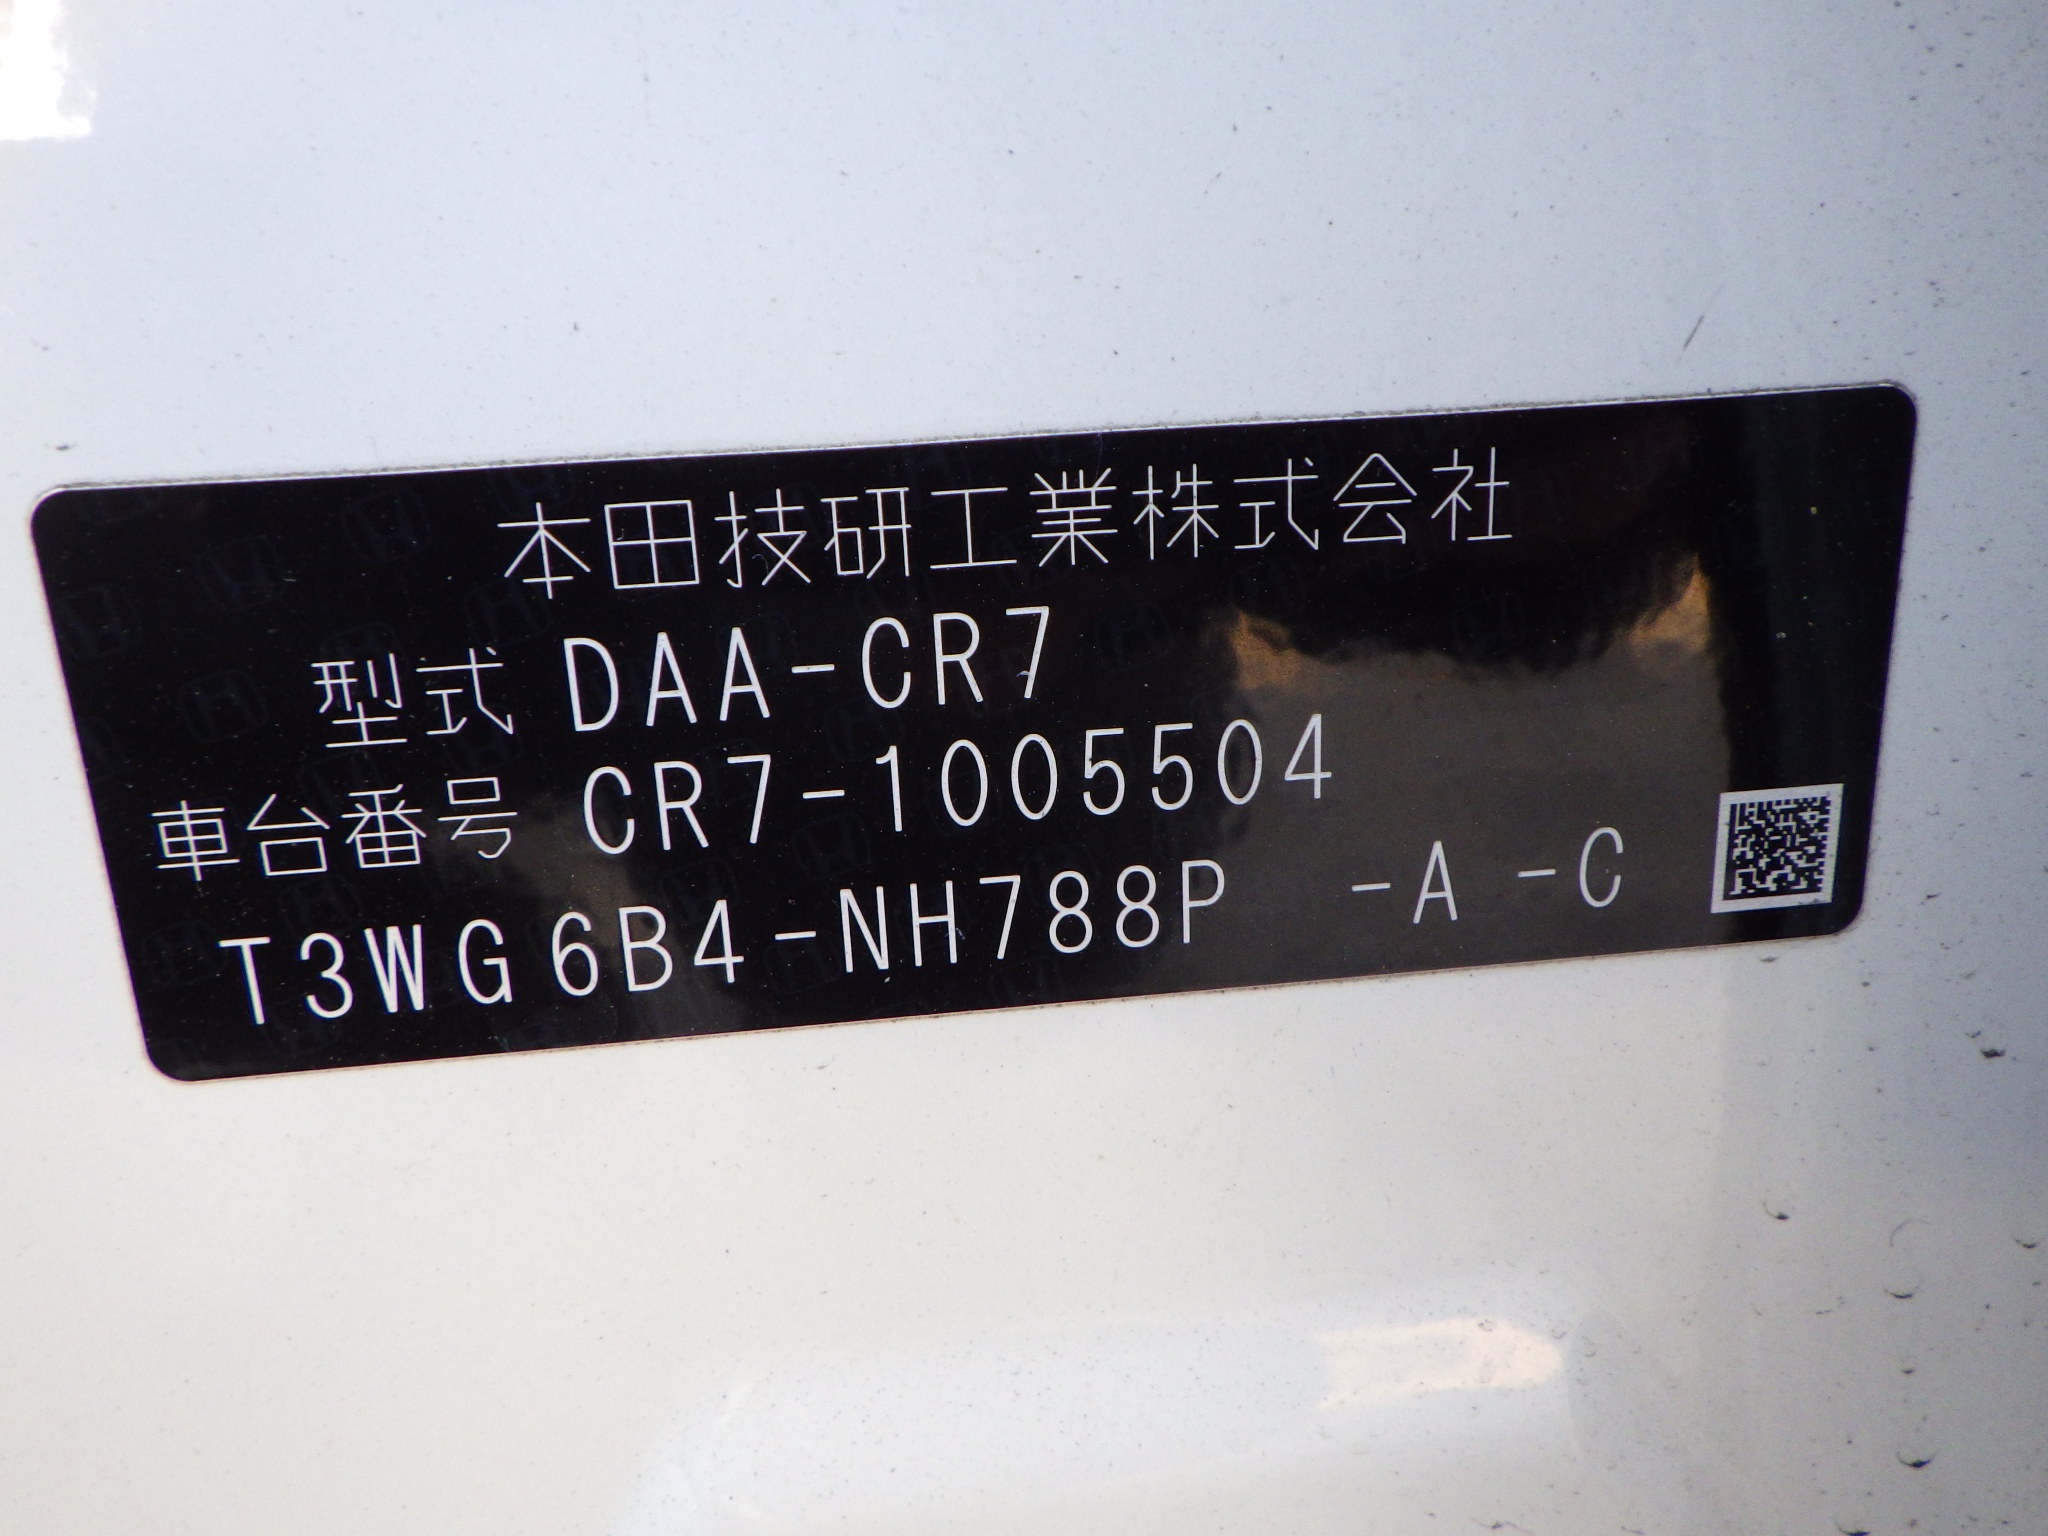 本田技研工業株式会社
型式 DAA-CR7
車台番号 CR7-1005504
T3WG6B4-NH788P -A -C